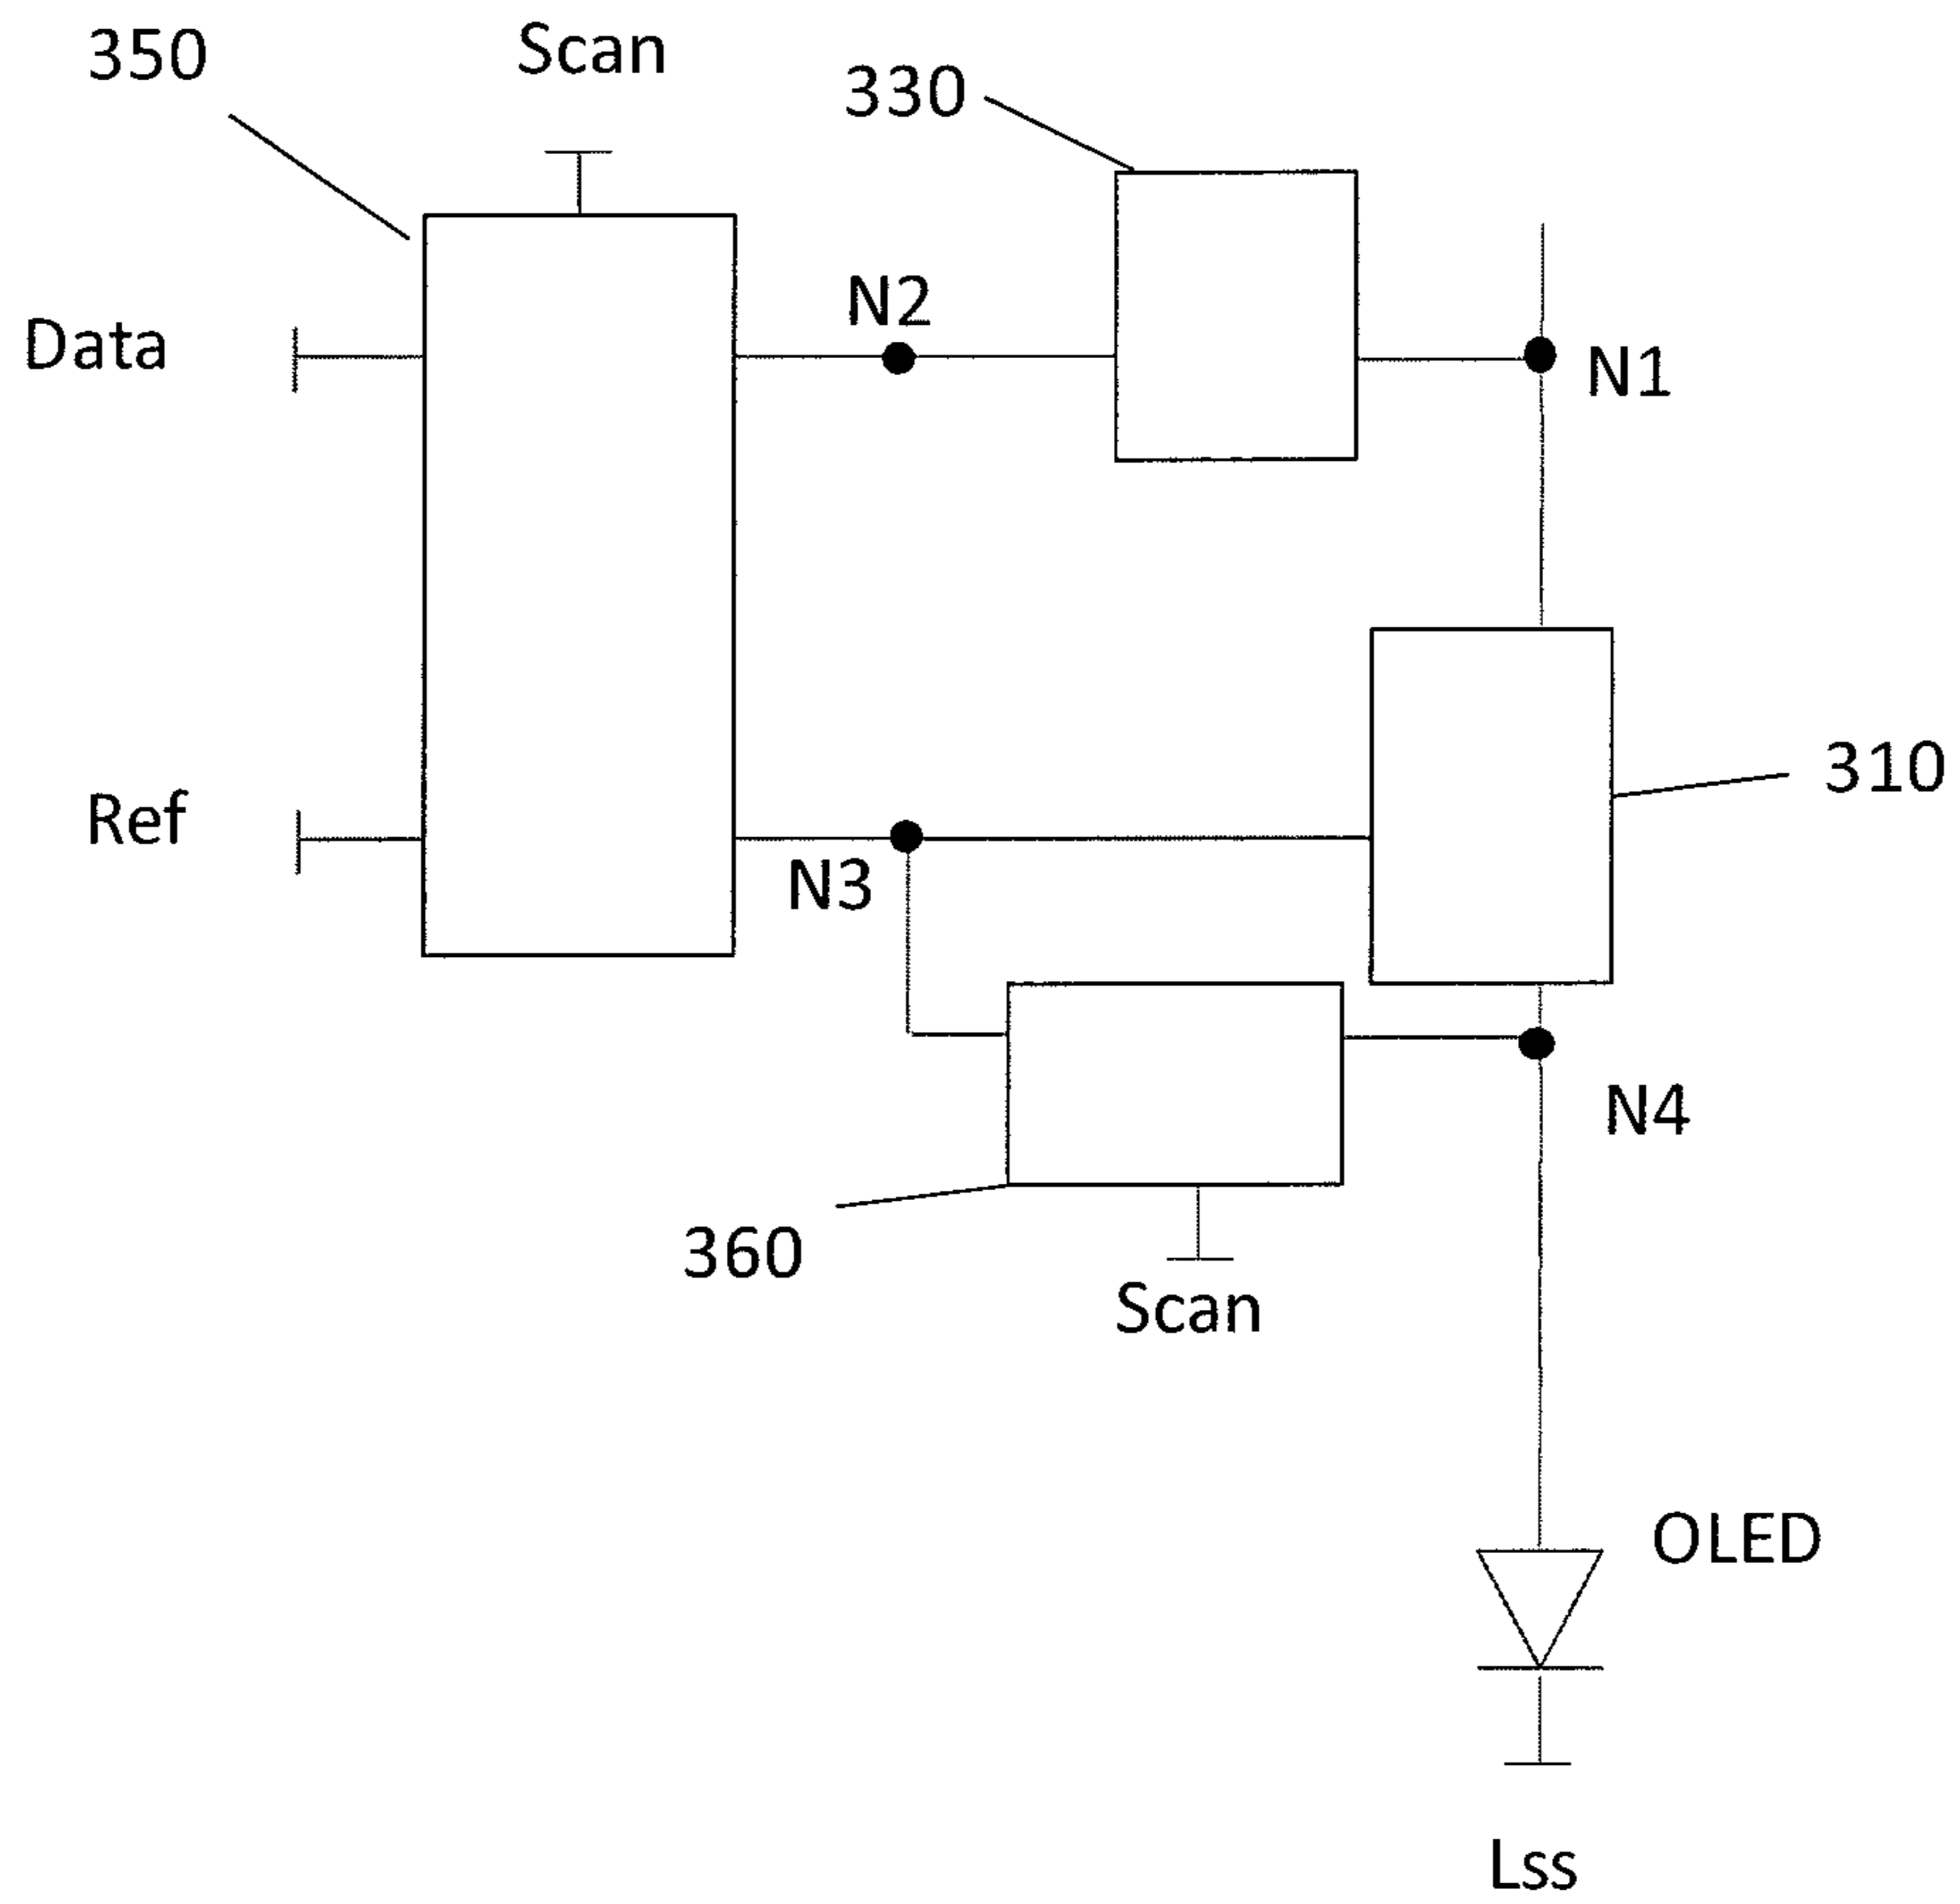 350
Scan
330
N2
Data
N1
310
Ref
N3
N4
360
Scan
OLED
Lss